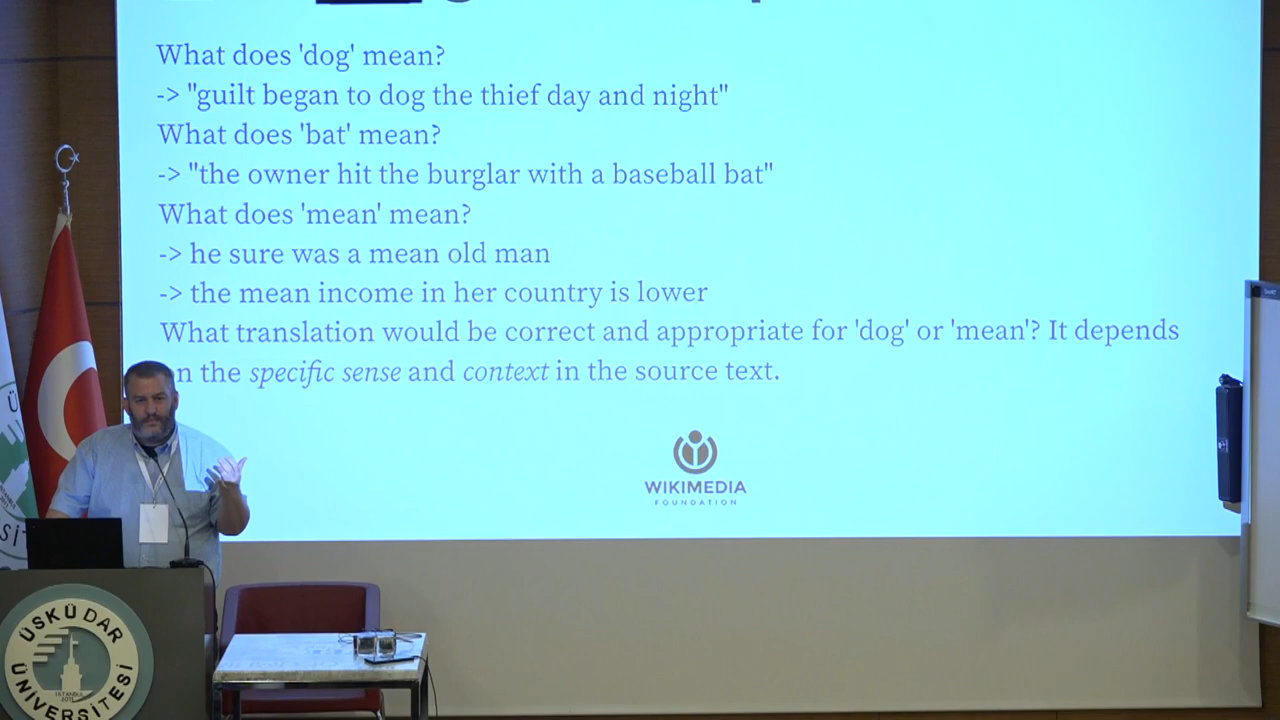 What does 'dog' mean?
-> "guilt began to dog the thief day and night"
What does 'bat' mean?
-> "the owner hit the burglar with a baseball bat"
What does 'mean' mean?
-> he sure was a mean old man
-> the mean income in her country is lower
What translation would be correct and appropriate for 'dog' or 'mean'? It depends
n the specific sense and context in the source text.
WIKIMEDIA
FOUNDATION
ÜSKÜDAR
ÜNİVERSİTESİ
İSTANBUL
2011